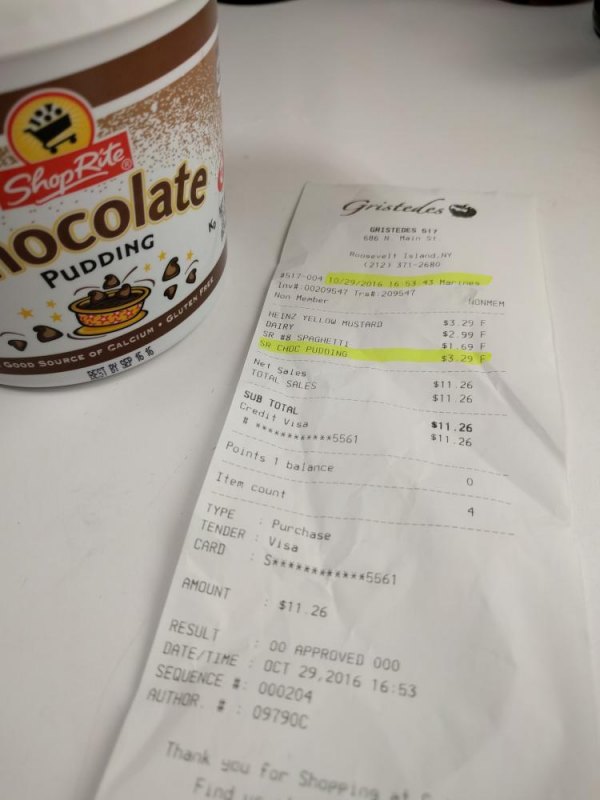 ShopRite®
hocolate
PUDDING
GOOD SOURCE OF CALCIUM • GLUTEN FREE
BEST BY SEP 16 16
Gristedes
GRISTEDES 517
686 N. Main St
Roosevelt Island,NY
(212) 371-2680
#517-004 10/29/2016 16:53:43
Inv#:00209547 Trs#:209547
Non Member NONMEM
HEINZ YELLOW MUSTARD $3.29 F
DAIRY $2.99 F
SR #8 SPAGHETTI $1.69 F
SR CHOC PUDDING $3.29 F
Net Sales $11.26
TOTAL SALES $11.26
SUB TOTAL $11.26
Credit Visa $11.26
# ************5561
Points 1 balance 0
Item count 4
TYPE : Purchase
TENDER : Visa
CARD : S************5561
AMOUNT : $11.26
RESULT : 00 APPROVED 000
DATE/TIME : OCT 29,2016 16:53
SEQUENCE #: 000204
AUTHOR. # : 09790C
Thank you for Shopping at
Find